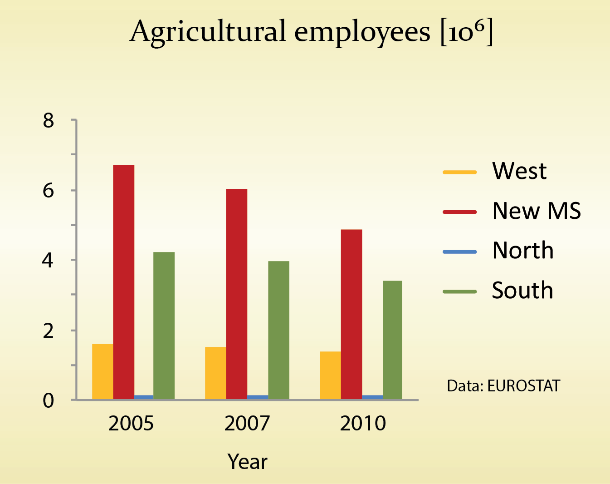 Agricultural employees [10⁶]
8
6
4
2
0
2005 2007 2010
Year
West
New MS
North
South
Data: EUROSTAT